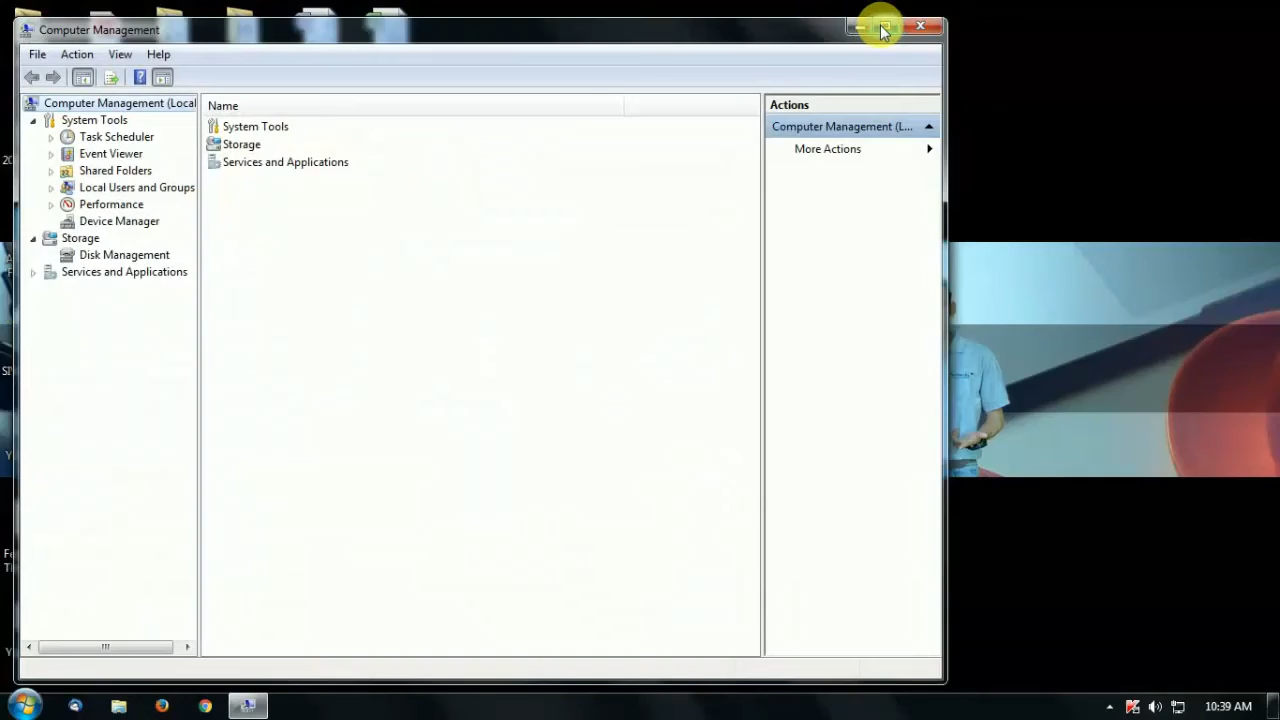 Computer Management
File Action View Help
Computer Management (Local
System Tools
Task Scheduler
Event Viewer
Shared Folders
Local Users and Groups
Performance
Device Manager
Storage
Disk Management
Services and Applications
Name
System Tools
Storage
Services and Applications
Actions
Computer Management (L...
More Actions
10:39 AM